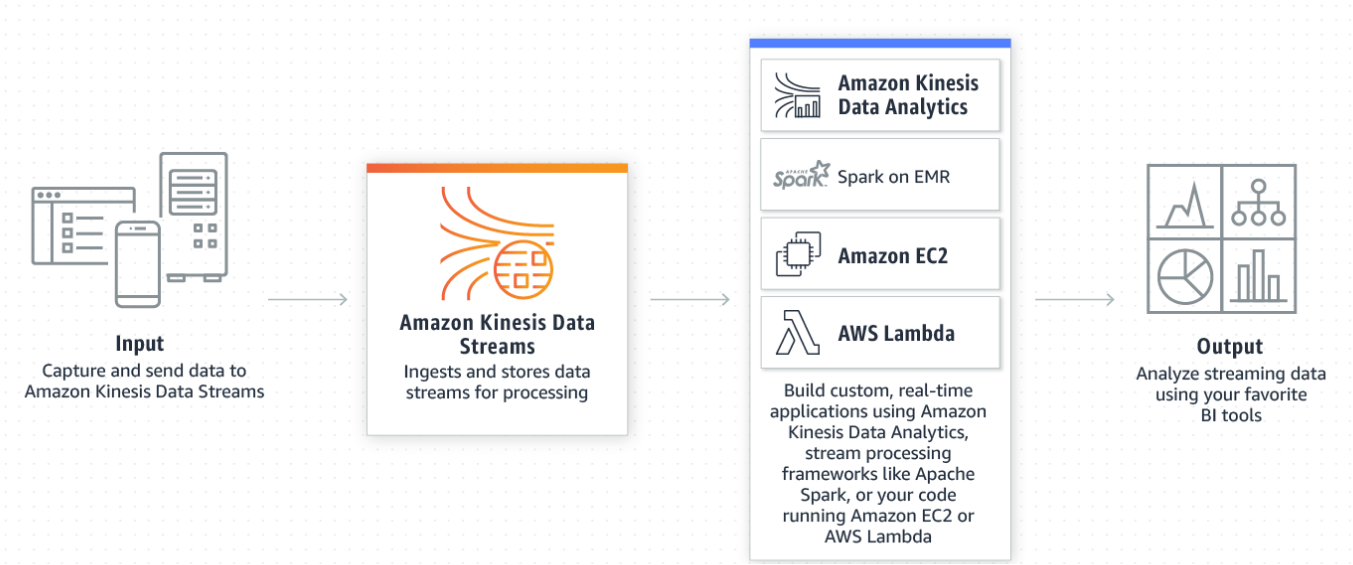 Input
Capture and send data to
Amazon Kinesis Data Streams
Amazon Kinesis Data
Streams
Ingests and stores data
streams for processing
Amazon Kinesis
Data Analytics
APACHE
Spark
Spark on EMR
Amazon EC2
AWS Lambda
Build custom, real-time
applications using Amazon
Kinesis Data Analytics,
stream processing
frameworks like Apache
Spark, or your code
running Amazon EC2 or
AWS Lambda
Output
Analyze streaming data
using your favorite
BI tools